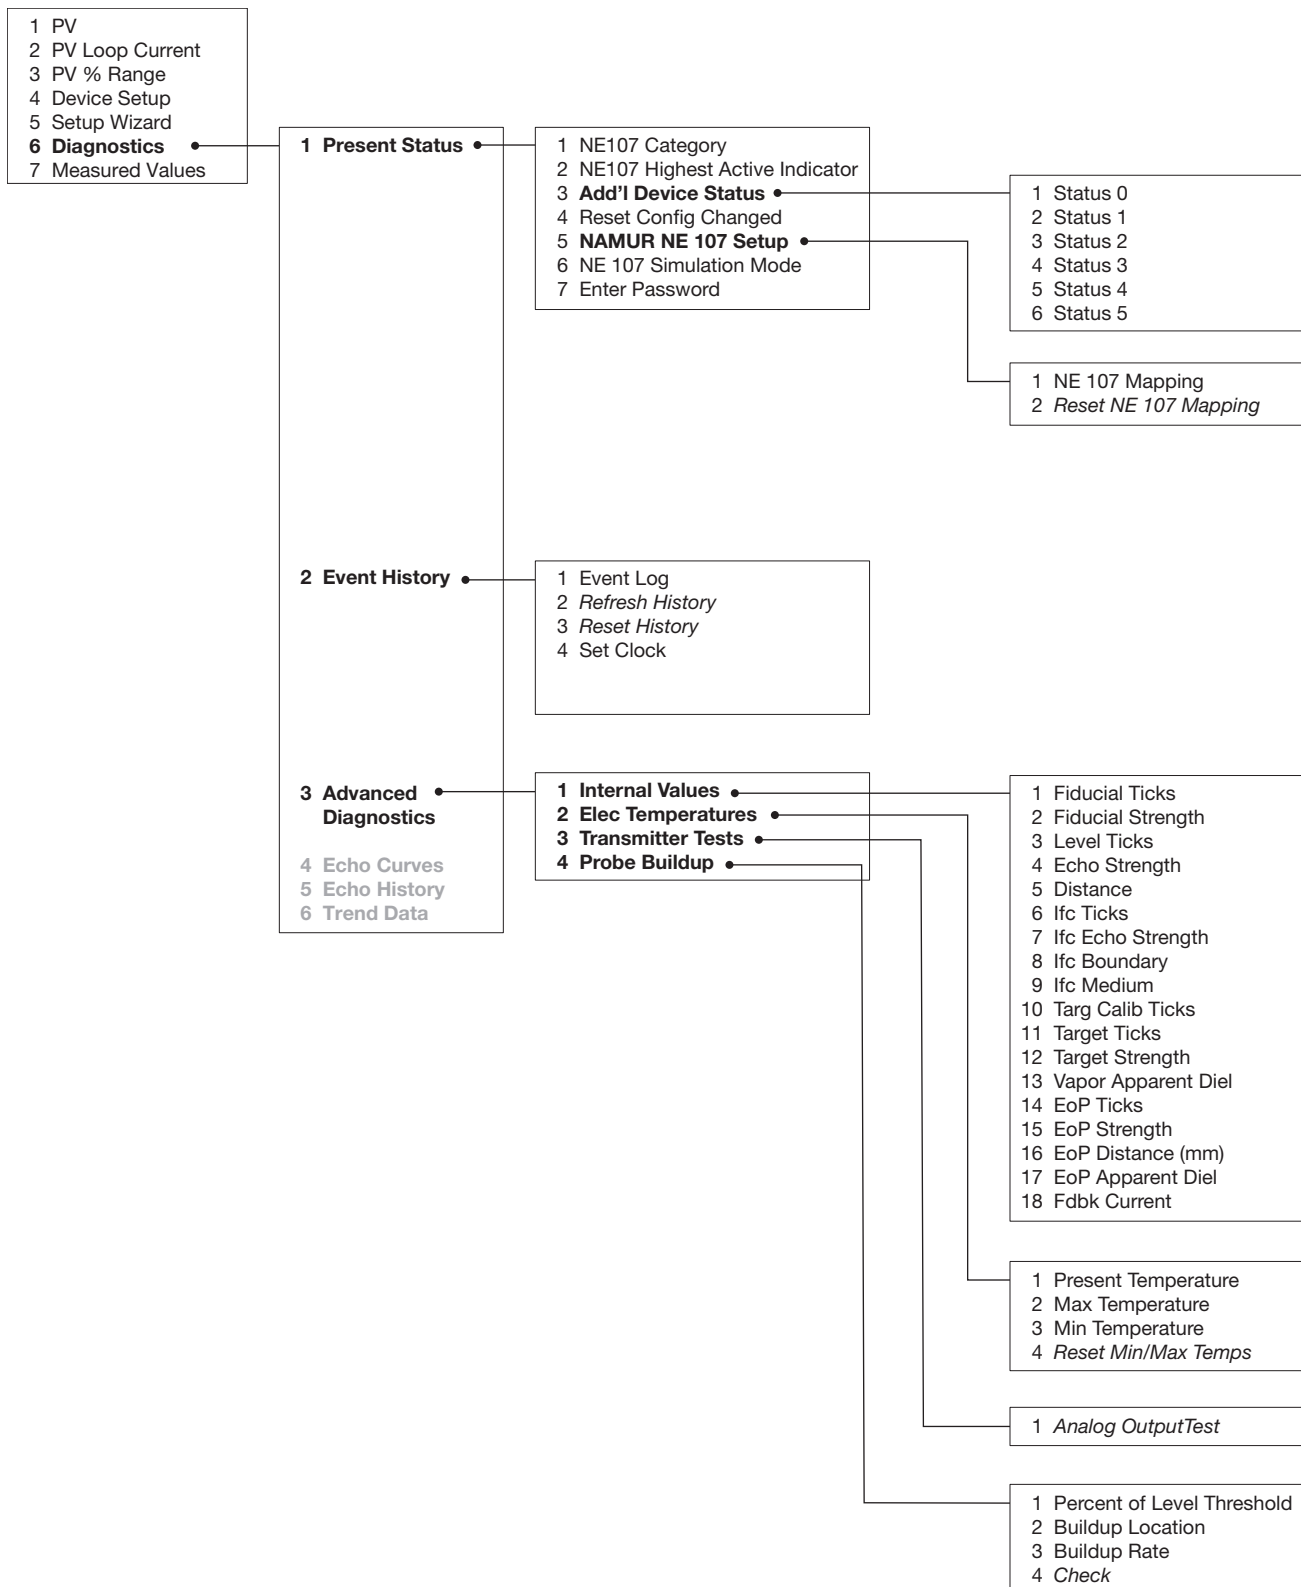 1 PV
2 PV Loop Current
3 PV % Range
4 Device Setup
5 Setup Wizard
6 Diagnostics
7 Measured Values
1 Present Status
2 Event History
3 Advanced
Diagnostics
4 Echo Curves
5 Echo History
6 Trend Data
1 NE107 Category
2 NE107 Highest Active Indicator
3 Add'l Device Status
4 Reset Config Changed
5 NAMUR NE 107 Setup
6 NE 107 Simulation Mode
7 Enter Password
1 Status 0
2 Status 1
3 Status 2
4 Status 3
5 Status 4
6 Status 5
1 NE 107 Mapping
2 Reset NE 107 Mapping
1 Event Log
2 Refresh History
3 Reset History
4 Set Clock
1 Internal Values
2 Elec Temperatures
3 Transmitter Tests
4 Probe Buildup
1 Fiducial Ticks
2 Fiducial Strength
3 Level Ticks
4 Echo Strength
5 Distance
6 Ifc Ticks
7 Ifc Echo Strength
8 Ifc Boundary
9 Ifc Medium
10 Targ Calib Ticks
11 Target Ticks
12 Target Strength
13 Vapor Apparent Diel
14 EoP Ticks
15 EoP Strength
16 EoP Distance (mm)
17 EoP Apparent Diel
18 Fdbk Current
1 Present Temperature
2 Max Temperature
3 Min Temperature
4 Reset Min/Max Temps
1 Analog OutputTest
1 Percent of Level Threshold
2 Buildup Location
3 Buildup Rate
4 Check